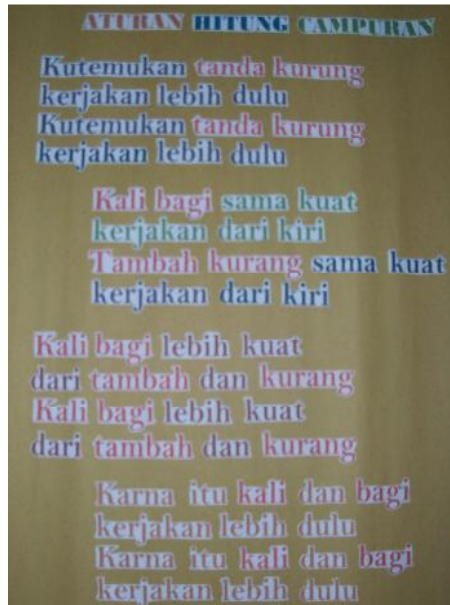 ATURAN HITUNG CAMPURAN
Kutemukan tanda kurung
kerjakan lebih dulu
Kutemukan tanda kurung
kerjakan lebih dulu
Kali bagi sama kuat
kerjakan dari kiri
Tambah kurang sama kuat
kerjakan dari kiri
Kali bagi lebih kuat
dari tambah dan kurang
Kali bagi lebih kuat
dari tambah dan kurang
Karna itu kali dan bagi
kerjakan lebih dulu
Karna itu kali dan bagi
kerjakan lebih dulu